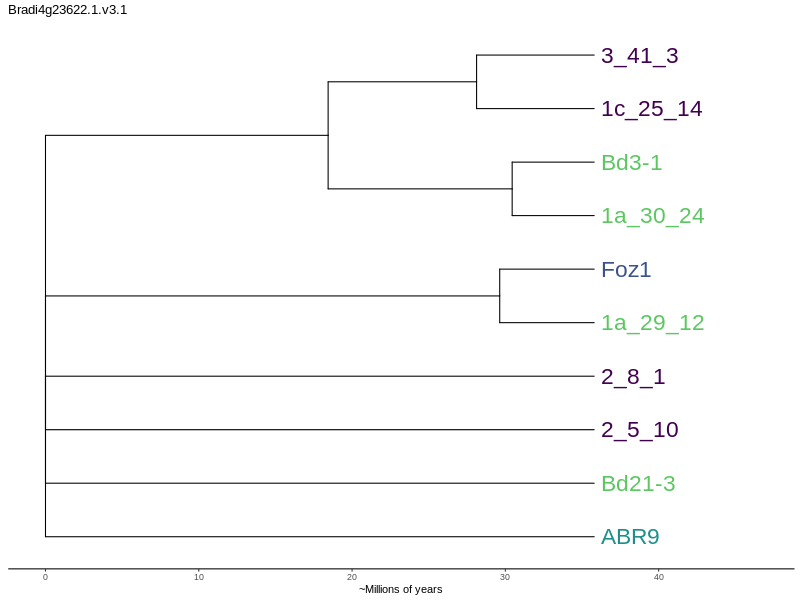 Bradi4g23622.1.v3.1
3_41_3
1c_25_14
Bd3-1
1a_30_24
Foz1
1a_29_12
2_8_1
2_5_10
Bd21-3
ABR9
0 10 20 30 40
~Millions of years